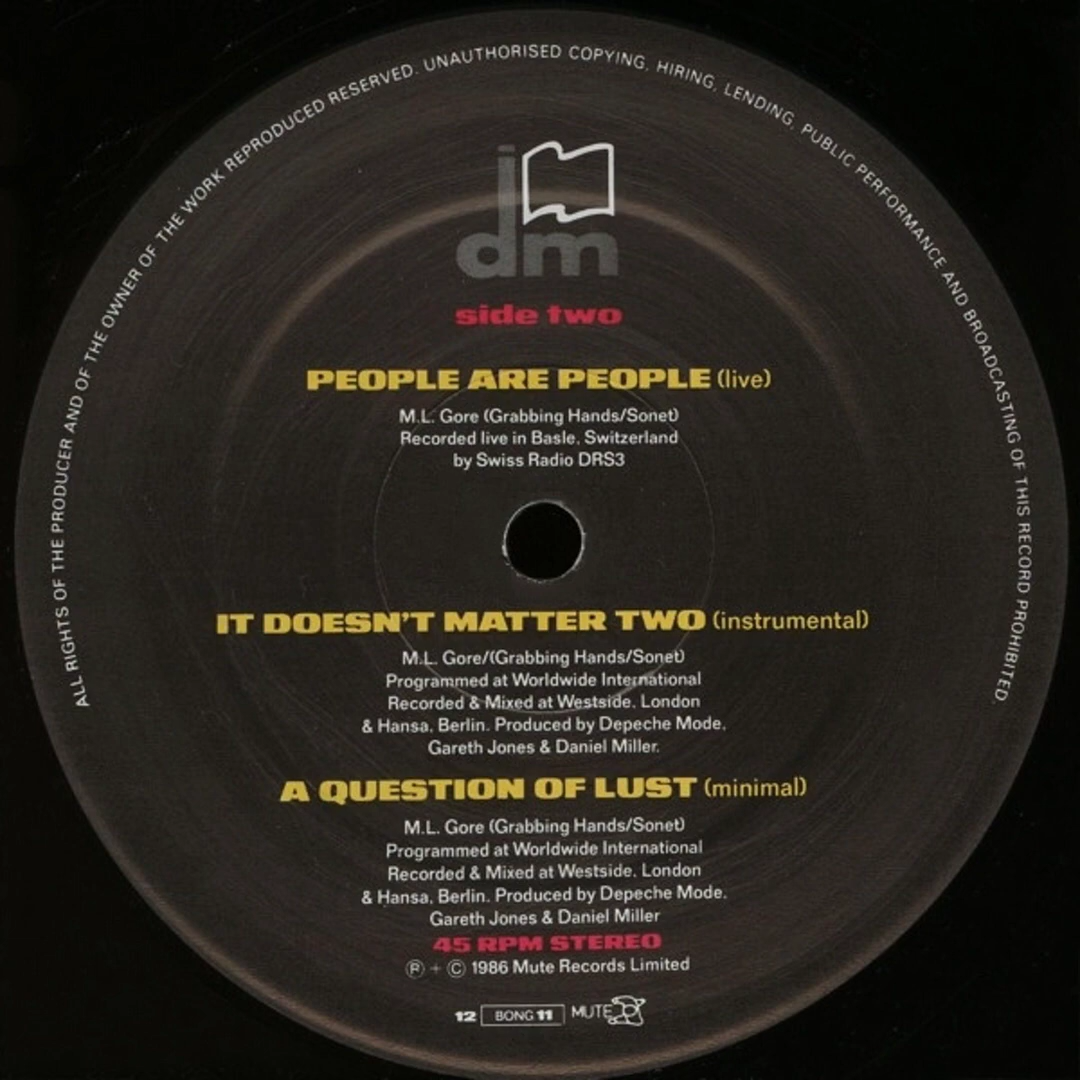 ALL RIGHTS OF THE PRODUCER AND OF THE OWNER OF THE WORK REPRODUCED RESERVED. UNAUTHORISED COPYING, HIRING, LENDING, PUBLIC PERFORMANCE AND BROADCASTING OF THIS RECORD PROHIBITED.
dm
side two
PEOPLE ARE PEOPLE (live)
M.L. Gore (Grabbing Hands/Sonet)
Recorded live in Basle, Switzerland
by Swiss Radio DRS3
IT DOESN'T MATTER TWO (instrumental)
M.L. Gore/(Grabbing Hands/Sonet)
Programmed at Worldwide International
Recorded & Mixed at Westside, London
& Hansa, Berlin. Produced by Depeche Mode,
Gareth Jones & Daniel Miller.
A QUESTION OF LUST (minimal)
M.L. Gore (Grabbing Hands/Sonet)
Programmed at Worldwide International
Recorded & Mixed at Westside, London
& Hansa, Berlin. Produced by Depeche Mode,
Gareth Jones & Daniel Miller
45 RPM STEREO
Ⓟ + © 1986 Mute Records Limited
12 BONG 11 MUTE